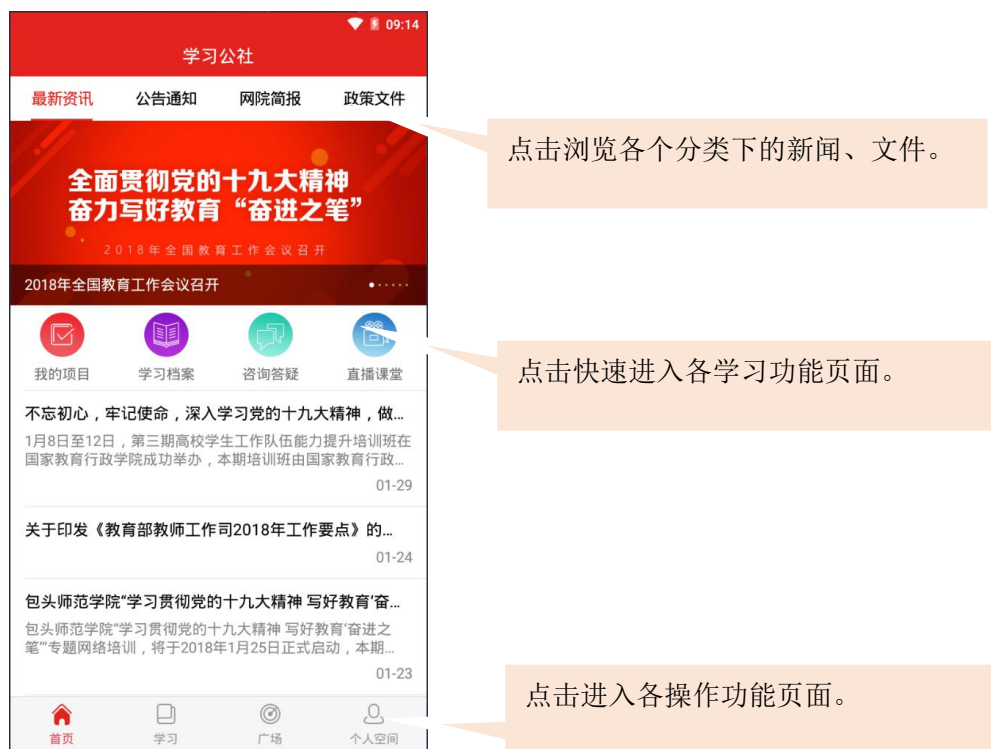 09:14
学习公社
最新资讯 公告通知 网院简报 政策文件
点击浏览各个分类下的新闻、文件。
全面贯彻党的十九大精神
奋力写好教育“奋进之笔”
2018年全国教育工作会议召开
2018年全国教育工作会议召开
我的项目 学习档案 咨询答疑 直播课堂
点击快速进入各学习功能页面。
不忘初心，牢记使命，深入学习党的十九大精神，做...
1月8日至12日，第三期高校学生工作队伍能力提升培训班在
国家教育行政学院成功举办，本期培训班由国家教育行政...
01-29
关于印发《教育部教师工作司2018年工作要点》的...
01-24
包头师范学院“学习贯彻党的十九大精神 写好教育‘奋...
包头师范学院“学习贯彻党的十九大精神 写好教育‘奋进之
笔’”专题网络培训，将于2018年1月25日正式启动，本期...
01-23
点击进入各操作功能页面。
首页 学习 广场 个人空间